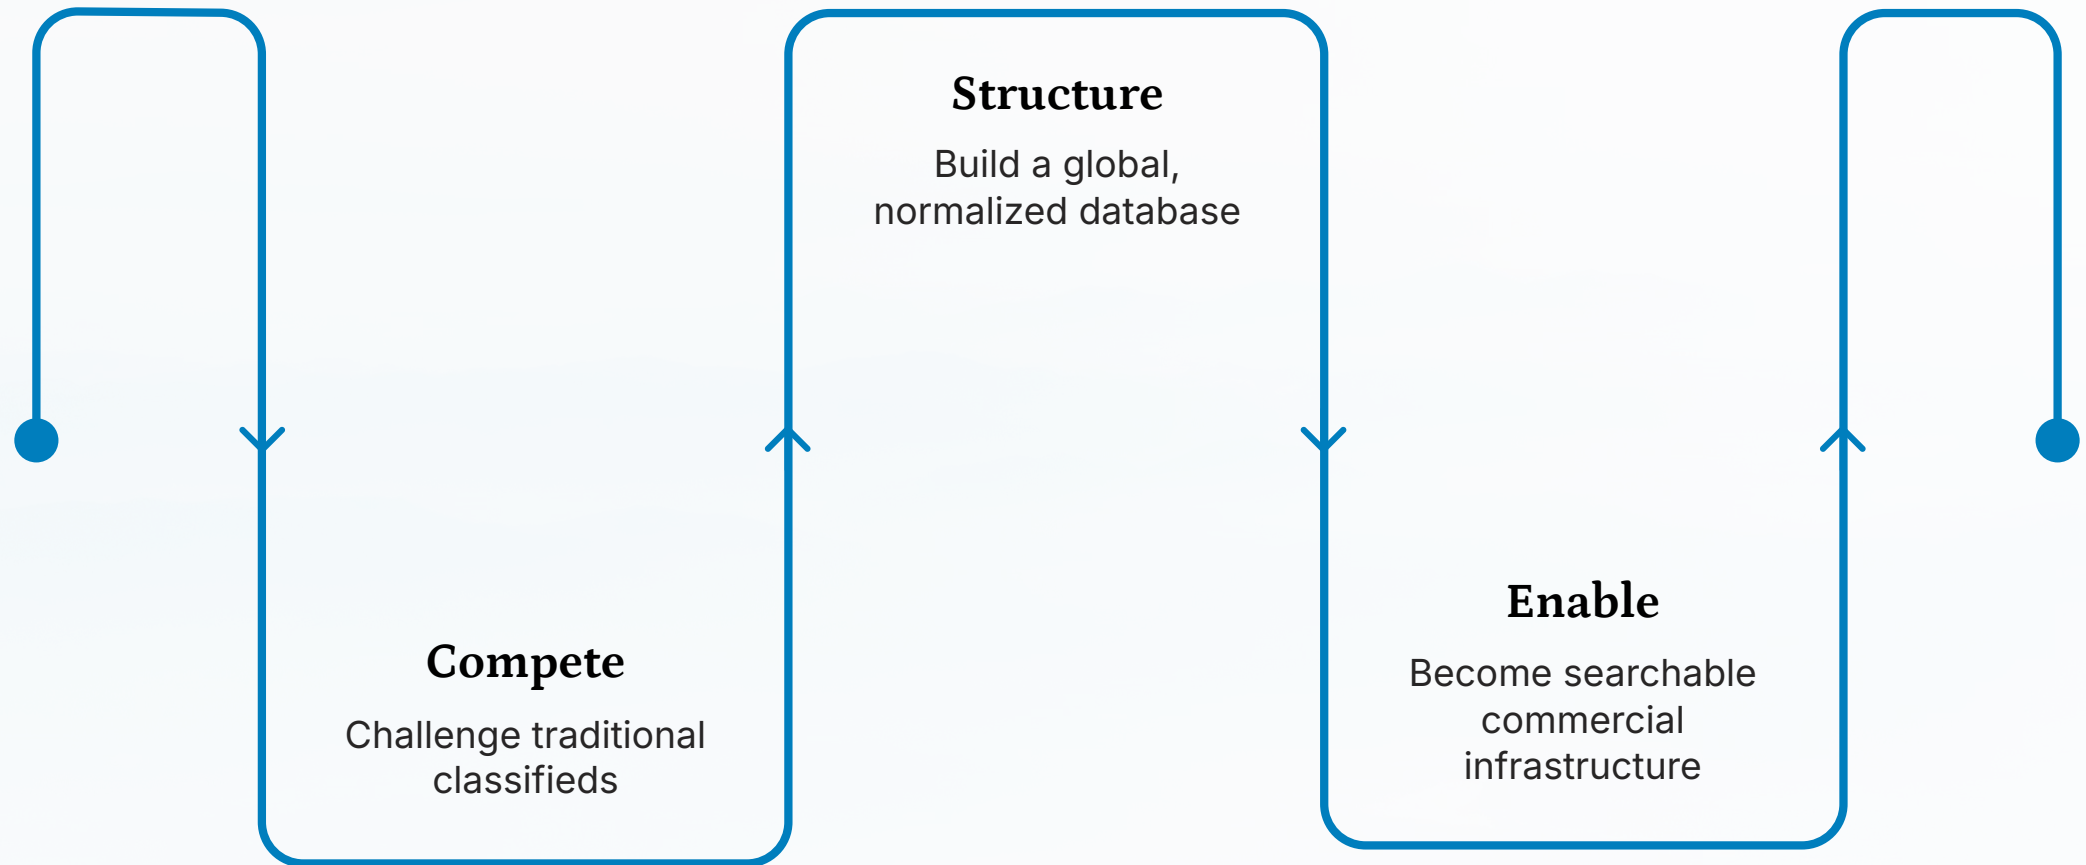 Compete
Challenge traditional
classifieds
Structure
Build a global,
normalized database
Enable
Become searchable
commercial
infrastructure